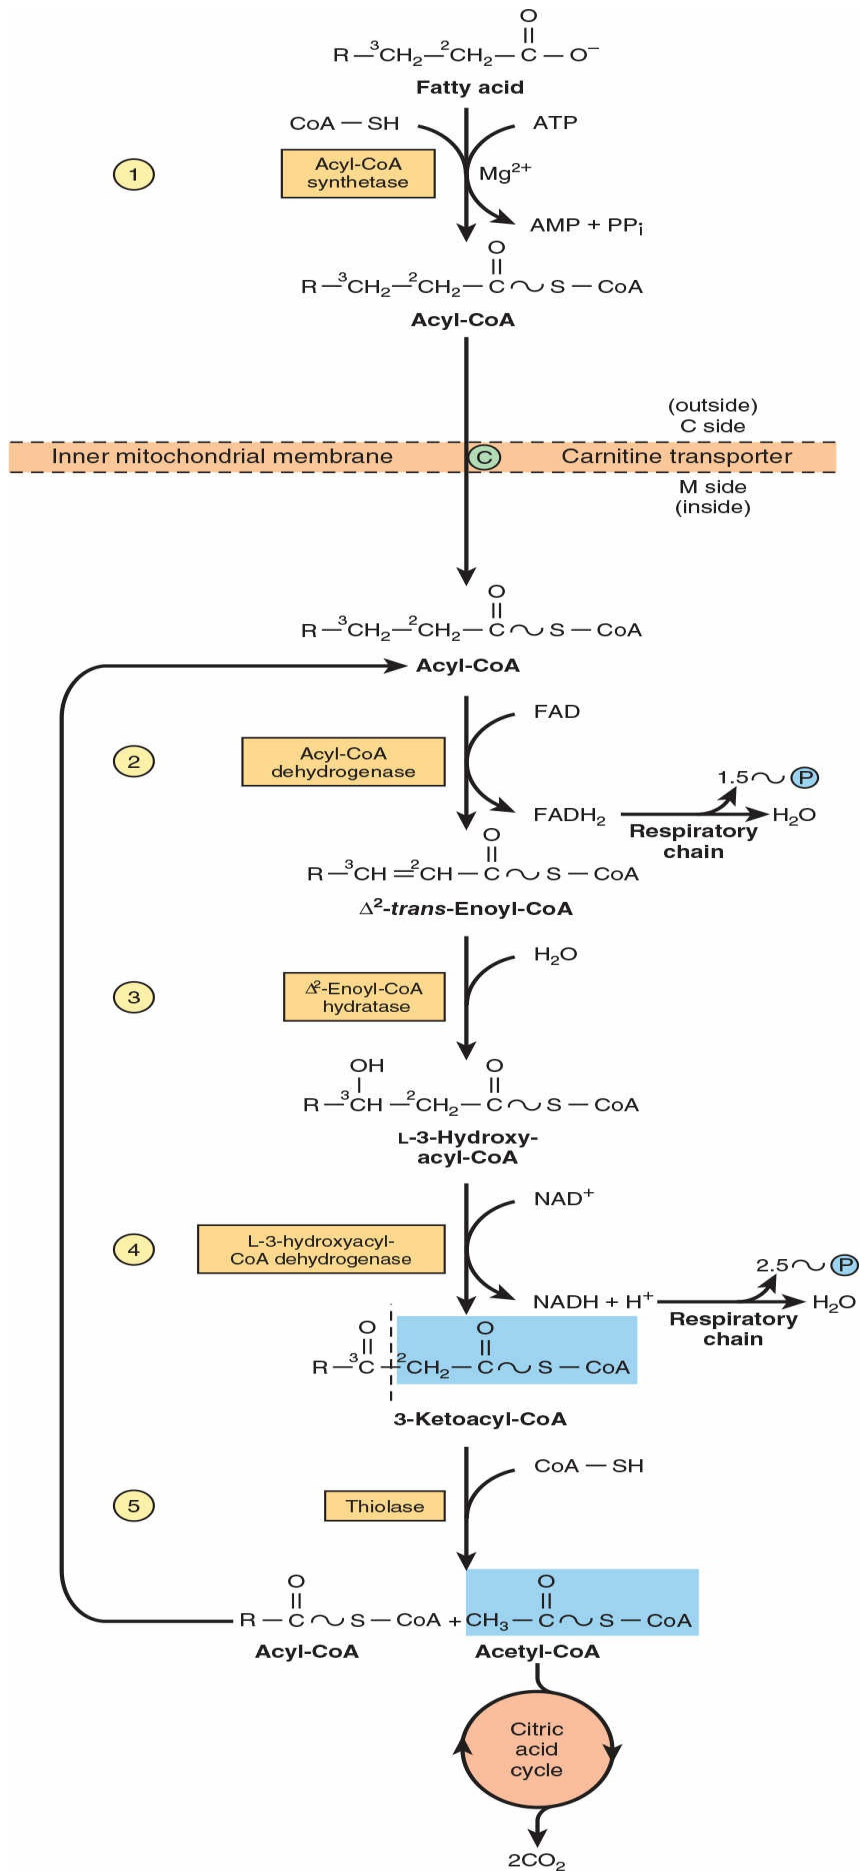 O
R—³CH₂—²CH₂—C—O⁻
Fatty acid
CoA—SH ATP
1 Acyl-CoA
synthetase Mg²⁺
AMP + PPᵢ
O
R—³CH₂—²CH₂—C~S—CoA
Acyl-CoA
(outside)
C side
Inner mitochondrial membrane C Carnitine transporter
M side
(inside)
O
R—³CH₂—²CH₂—C~S—CoA
Acyl-CoA
FAD
2 Acyl-CoA
dehydrogenase
1.5~P
FADH₂ H₂O
Respiratory
chain
O
R—³CH=²CH—C~S—CoA
Δ²-trans-Enoyl-CoA
H₂O
3 Δ²-Enoyl-CoA
hydratase
OH O
R—³CH—²CH₂—C~S—CoA
L-3-Hydroxy-
acyl-CoA
NAD⁺
4 L-3-hydroxyacyl-
CoA dehydrogenase
2.5~P
NADH + H⁺ H₂O
Respiratory
chain
O O
R—³C—²CH₂—C~S—CoA
3-Ketoacyl-CoA
CoA—SH
5 Thiolase
O O
R—C~S—CoA + CH₃—C~S—CoA
Acyl-CoA Acetyl-CoA
Citric
acid
cycle
2CO₂